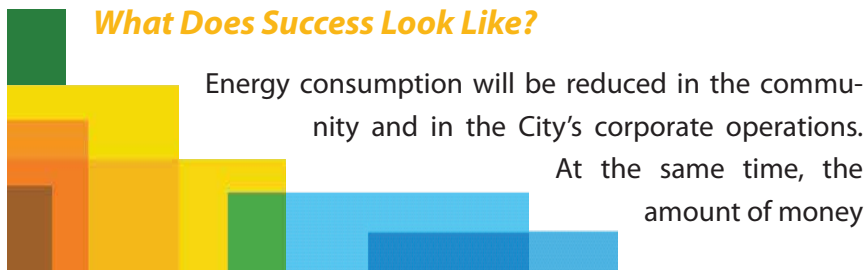 What Does Success Look Like?
Energy consumption will be reduced in the commu-
nity and in the City’s corporate operations.
At the same time, the
amount of money